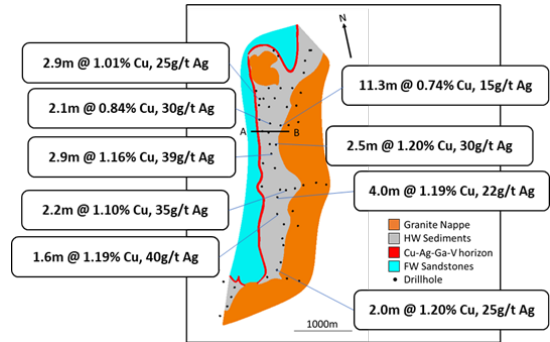 N
2.9m @ 1.01% Cu, 25g/t Ag
11.3m @ 0.74% Cu, 15g/t Ag
2.1m @ 0.84% Cu, 30g/t Ag
A
B
2.9m @ 1.16% Cu, 39g/t Ag
2.5m @ 1.20% Cu, 30g/t Ag
2.2m @ 1.10% Cu, 35g/t Ag
4.0m @ 1.19% Cu, 22g/t Ag
1.6m @ 1.19% Cu, 40g/t Ag
Granite Nappe
HW Sediments
Cu-Ag-Ga-V horizon
FW Sandstones
Drillhole
2.0m @ 1.20% Cu, 25g/t Ag
1000m